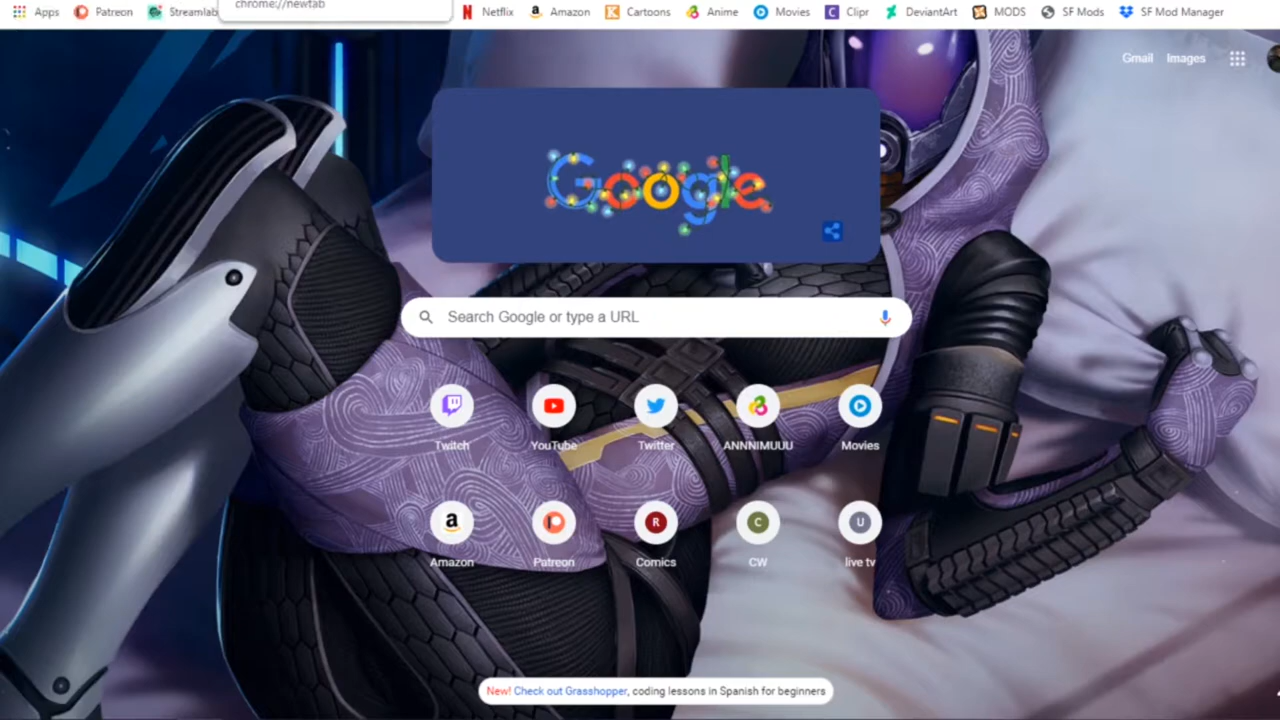 chrome://newtab
Apps Patreon Streamlab Netflix Amazon Cartoons Anime Movies Clipr DeviantArt MODS SF Mods SF Mod Manager
Gmail Images
Google
Search Google or type a URL
Twitch YouTube Twitter ANNNIMUUU Movies
a P R C U
Amazon Patreon Comics CW live tv
New! Check out Grasshopper, coding lessons in Spanish for beginners